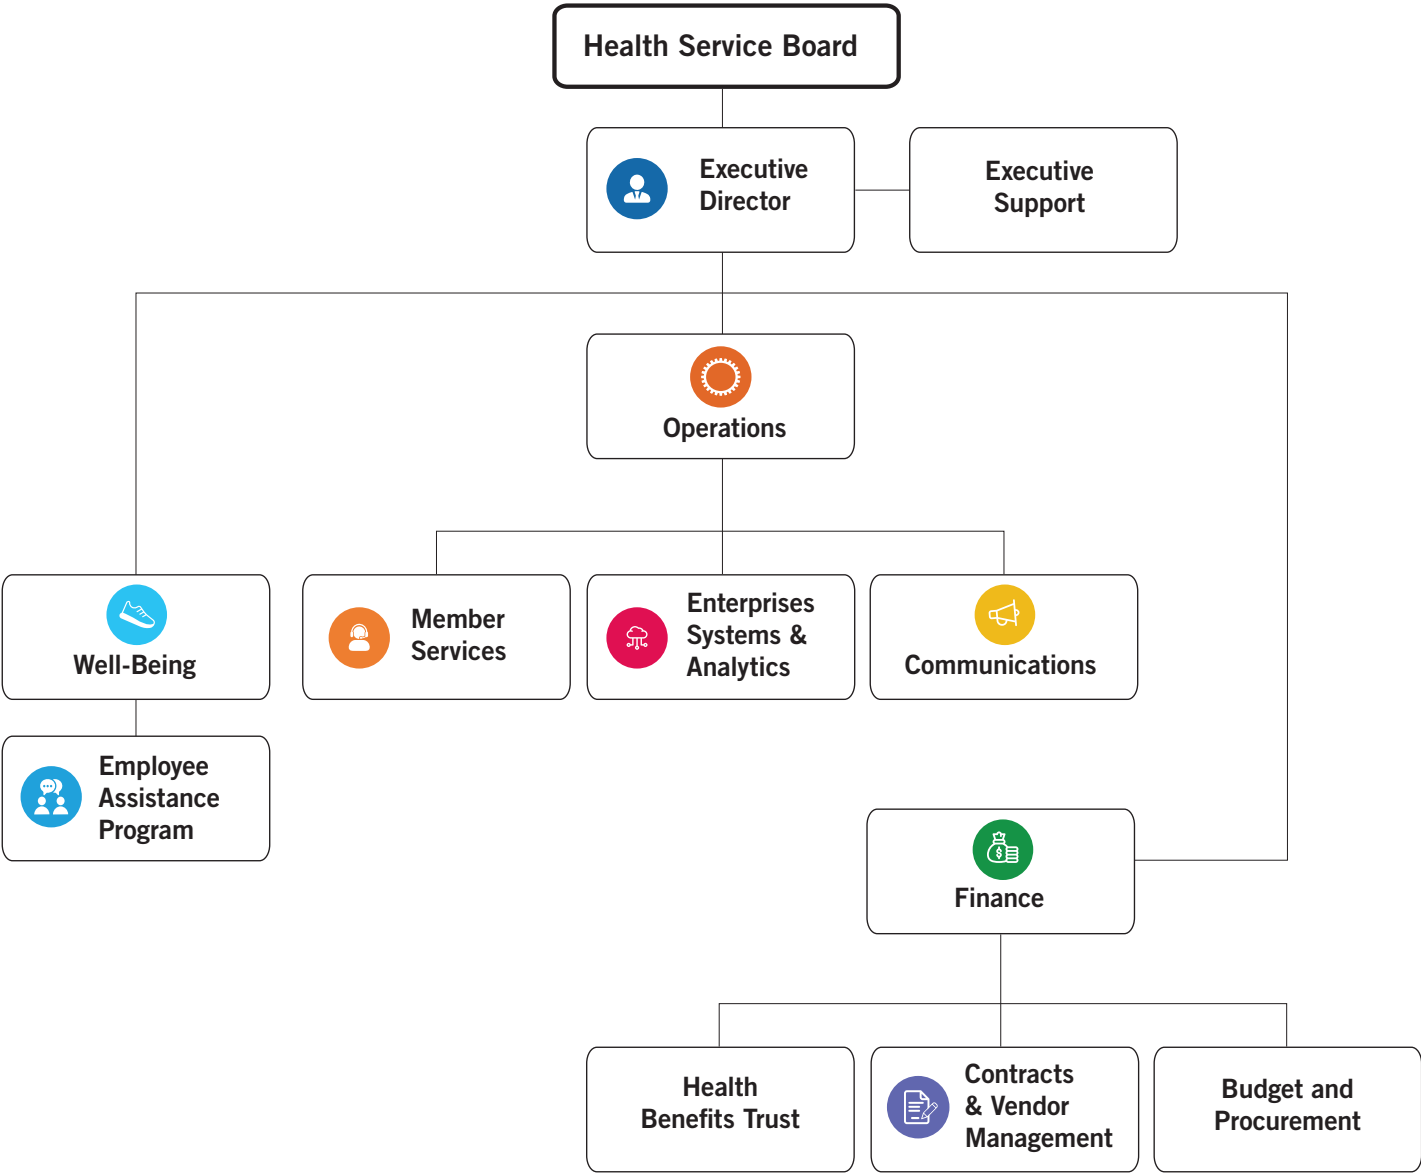 Health Service Board
Executive
Director
Executive
Support
Operations
Well-Being
Member
Services
Enterprises
Systems &
Analytics
Communications
Employee
Assistance
Program
Finance
Health
Benefits Trust
Contracts
& Vendor
Management
Budget and
Procurement